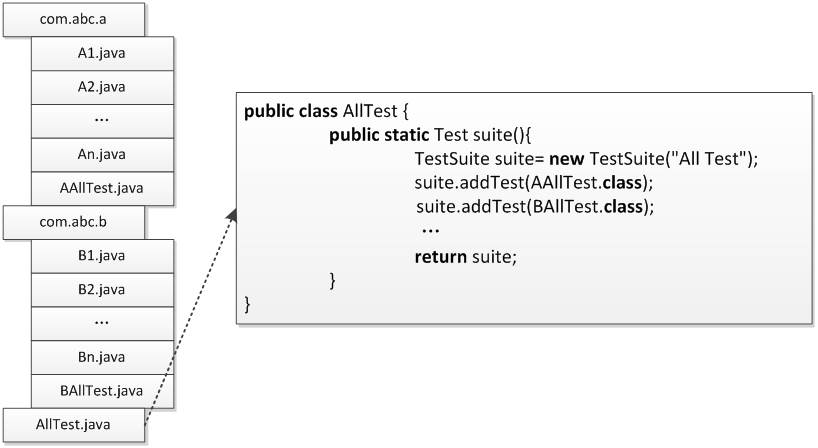 com.abc.a
A1.java
A2.java
...
An.java
AAllTest.java
com.abc.b
B1.java
B2.java
...
Bn.java
BAllTest.java
AllTest.java
public class AllTest {
public static Test suite(){
TestSuite suite= new TestSuite("All Test");
suite.addTest(AAllTest.class);
suite.addTest(BAllTest.class);
...
return suite;
}
}